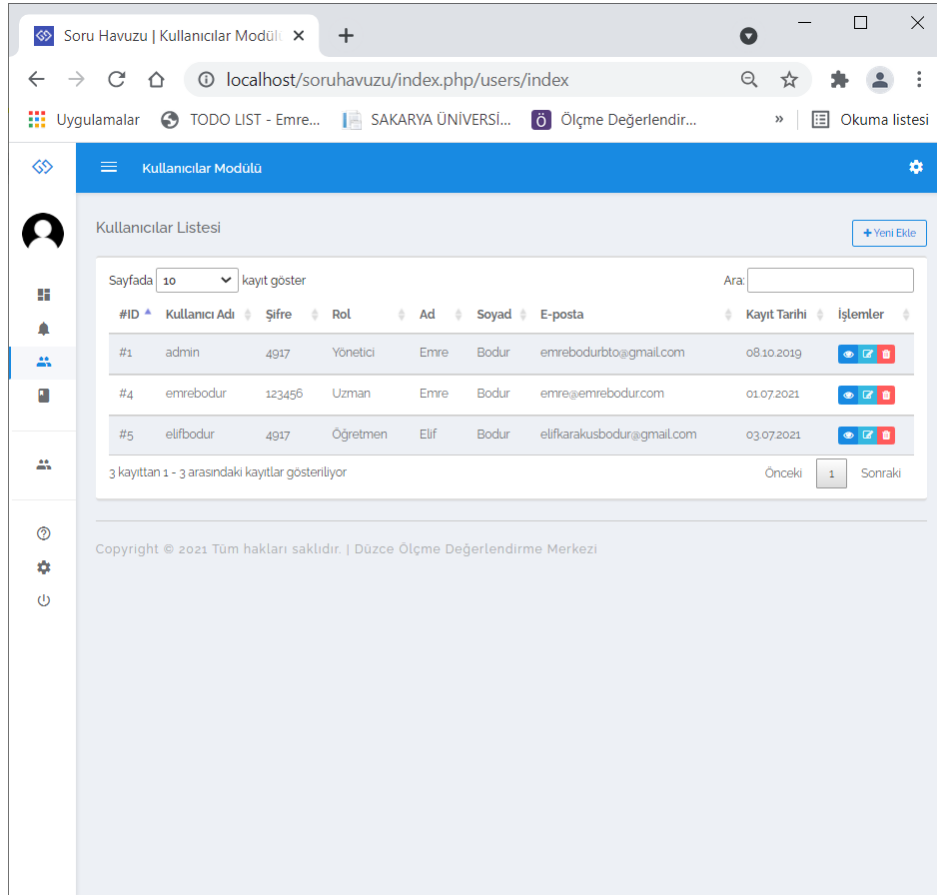 Soru Havuzu | Kullanıcılar Modülü
localhost/soruhavuzu/index.php/users/index
Uygulamalar TODO LIST - Emre... SAKARYA ÜNİVERSİ... ö Ölçme Değerlendir... » Okuma listesi
Kullanıcılar Modülü
Kullanıcılar Listesi
+ Yeni Ekle
Sayfada 10 kayıt göster Ara:
#ID Kullanıcı Adı Şifre Rol Ad Soyad E-posta Kayıt Tarihi İşlemler
#1 admin 4917 Yönetici Emre Bodur emrebodurbto@gmail.com 08.10.2019
#4 emrebodur 123456 Uzman Emre Bodur emre@emrebodur.com 01.07.2021
#5 elifbodur 4917 Öğretmen Elif Bodur elifkarakusbodur@gmail.com 03.07.2021
3 kayıttan 1 - 3 arasındaki kayıtlar gösteriliyor Önceki 1 Sonraki
Copyright © 2021 Tüm hakları saklıdır. | Düzce Ölçme Değerlendirme Merkezi